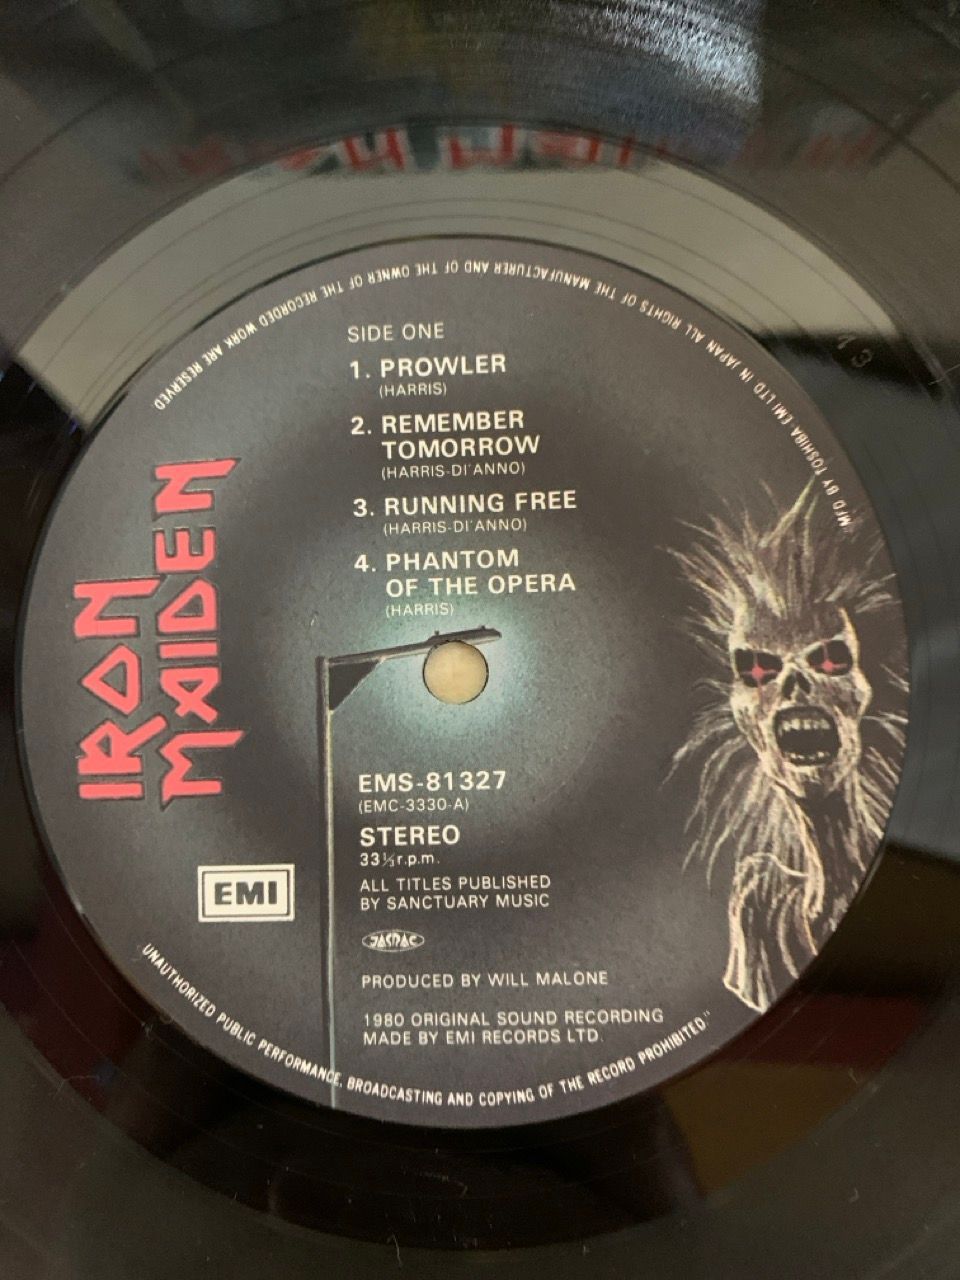 "MFD BY TOSHIBA EMI LTD IN JAPAN ALL RIGHTS OF THE MANUFACTURER AND OF THE OWNER OF THE RECORDED WORK ARE RESERVED.
SIDE ONE
1. PROWLER
(HARRIS)
2. REMEMBER
TOMORROW
(HARRIS-DI'ANNO)
3. RUNNING FREE
(HARRIS-DI'ANNO)
4. PHANTOM
OF THE OPERA
(HARRIS)
IRON
MAIDEN
EMS-81327
(EMC-3330-A)
STEREO
33⅓r.p.m.
EMI
ALL TITLES PUBLISHED
BY SANCTUARY MUSIC
JASRAC
PRODUCED BY WILL MALONE
1980 ORIGINAL SOUND RECORDING
MADE BY EMI RECORDS LTD.
UNAUTHORIZED PUBLIC PERFORMANCE, BROADCASTING AND COPYING OF THE RECORD PROHIBITED."